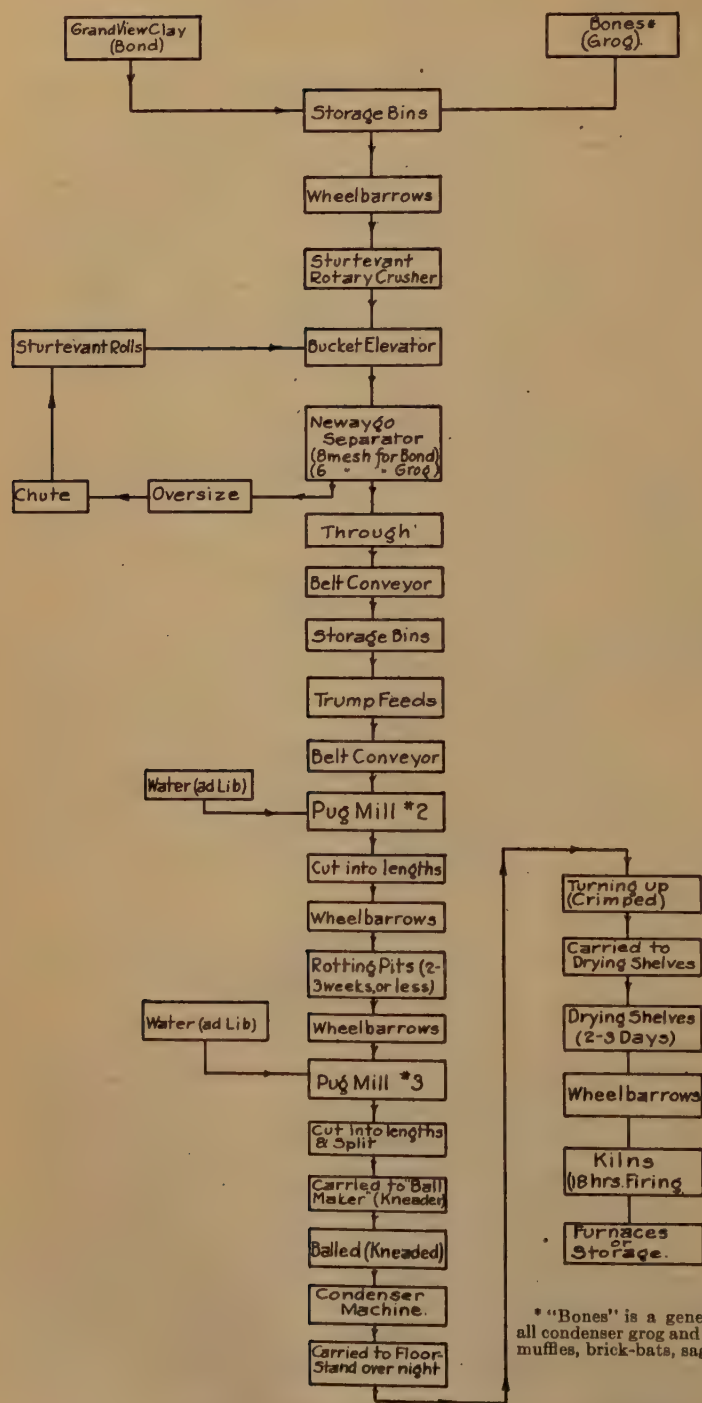 GrandViewClay
(Bond)
Bones*
(Grog).
Storage Bins
Wheelbarrows
Sturtevant
Rotary Crusher
Sturtevant Rolls
Bucket Elevator
Newaygo
Separator
(8mesh for Bond)
(6 " " Grog)
Chute
Oversize
Through
Belt Conveyor
Storage Bins
Trump Feeds
Belt Conveyor
Water (ad Lib)
Pug Mill #2
Cut into lengths
Wheelbarrows
Rotting Pits (2-
3 weeks, or less)
Wheelbarrows
Water (ad Lib)
Pug Mill #3
Cut into lengths
& Split
Carried to "Ball
Maker" (Kneader)
Balled (Kneaded)
Condenser
Machine.
Carried to Floor-
Stand over night
Turning up
(Crimped)
Carried to
Drying Shelves
Drying Shelves
(2-3 Days)
Wheelbarrows
Kilns
(18 hrs. Firing
Furnaces
or
Storage.
* "Bones" is a gene
all condenser grog and
muffles, brick-bats, sag